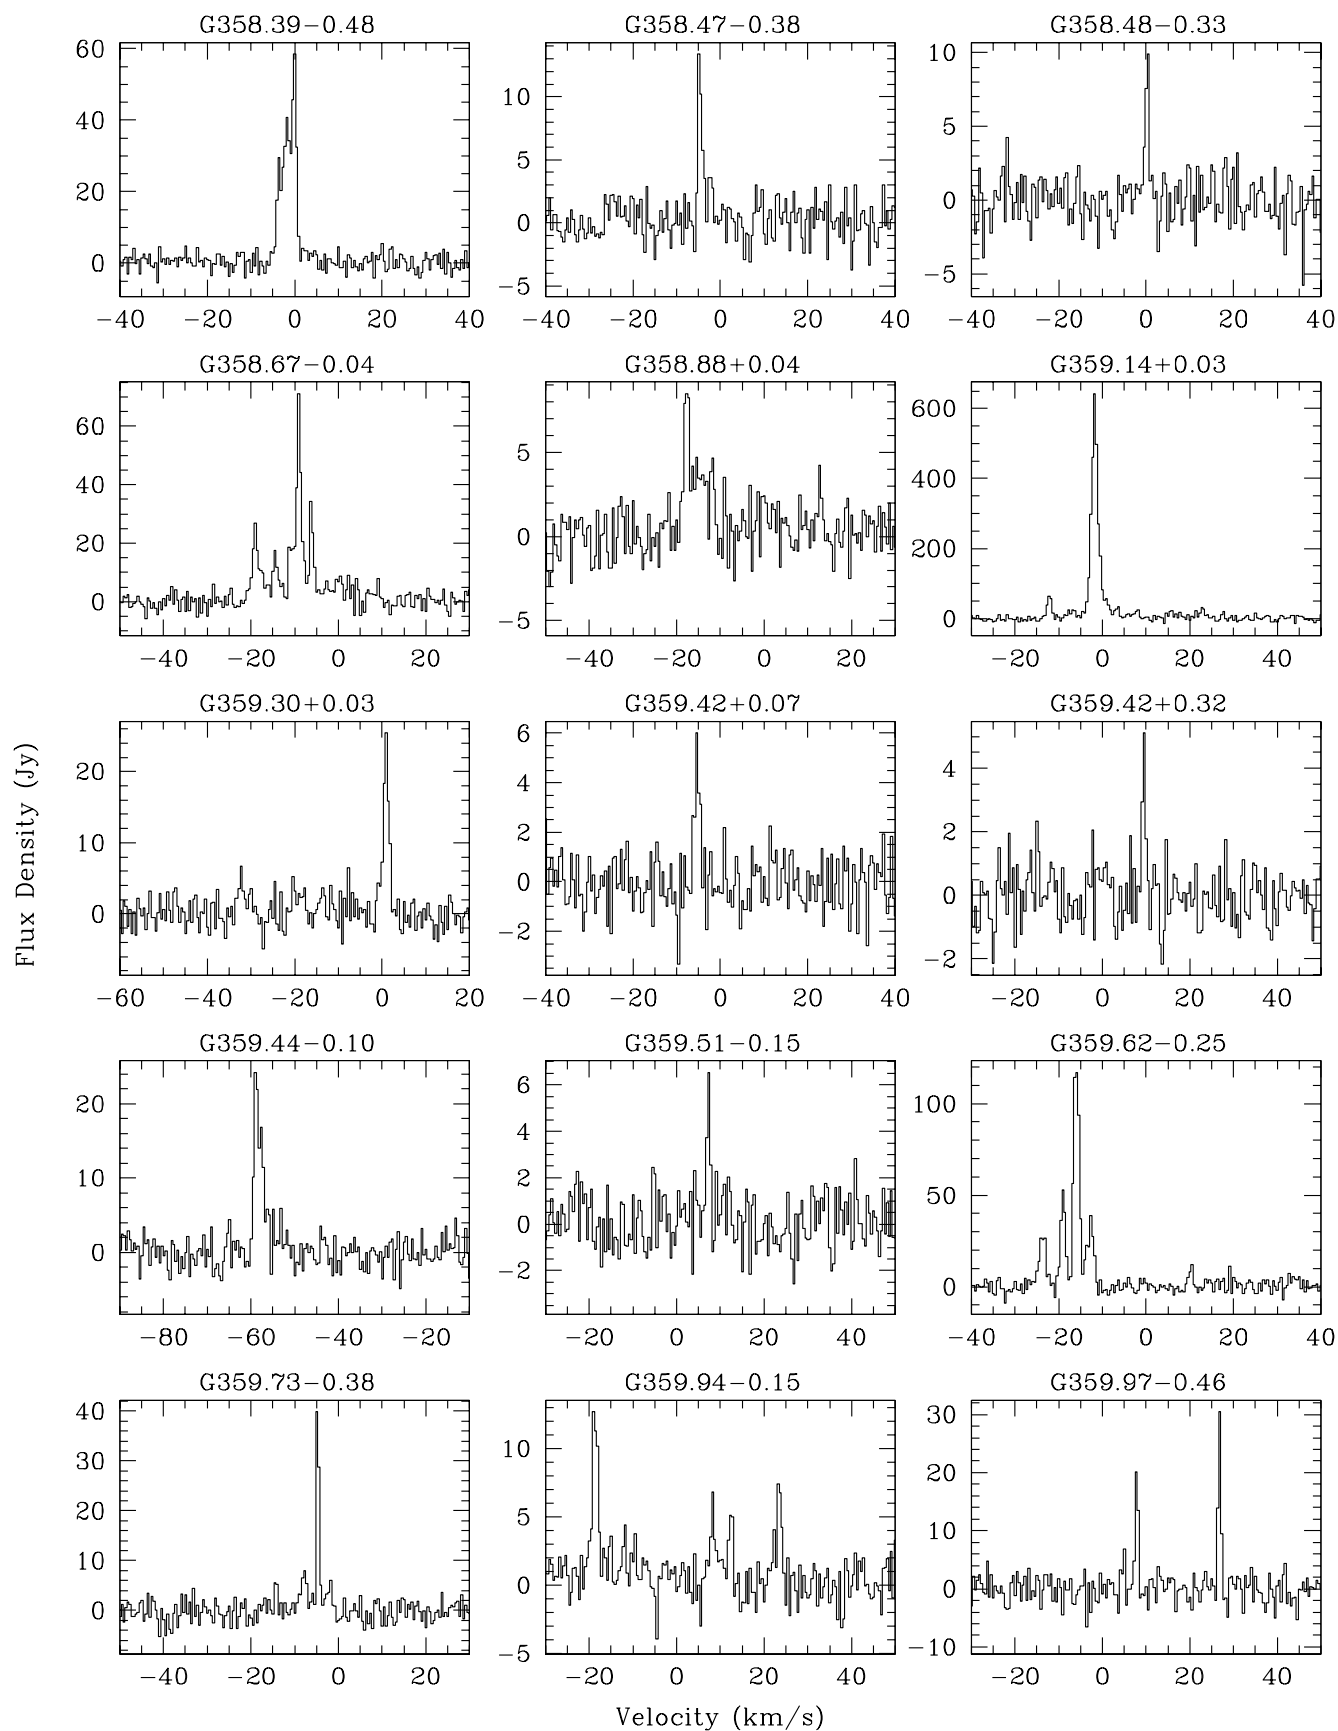 G358.39−0.48 G358.47−0.38 G358.48−0.33
60 40 20 0
10 5 0 −5
10 5 0 −5
−40 −20 0 20 40 −40 −20 0 20 40 −40 −20 0 20 40
G358.67−0.04 G358.88+0.04 G359.14+0.03
60 40 20 0
5 0 −5
600 400 200 0
−40 −20 0 20 −40 −20 0 20 −20 0 20 40
G359.30+0.03 G359.42+0.07 G359.42+0.32
20 10 0
6 4 2 0 −2
4 2 0 −2
−60 −40 −20 0 20 −40 −20 0 20 40 −20 0 20 40
Flux Density (Jy)
G359.44−0.10 G359.51−0.15 G359.62−0.25
20 10 0
6 4 2 0 −2
100 50 0
−80 −60 −40 −20 −20 0 20 40 −40 −20 0 20 40
G359.73−0.38 G359.94−0.15 G359.97−0.46
40 30 20 10 0
10 5 0 −5
30 20 10 0 −10
−40 −20 0 20 −20 0 20 40 −20 0 20 40
Velocity (km/s)